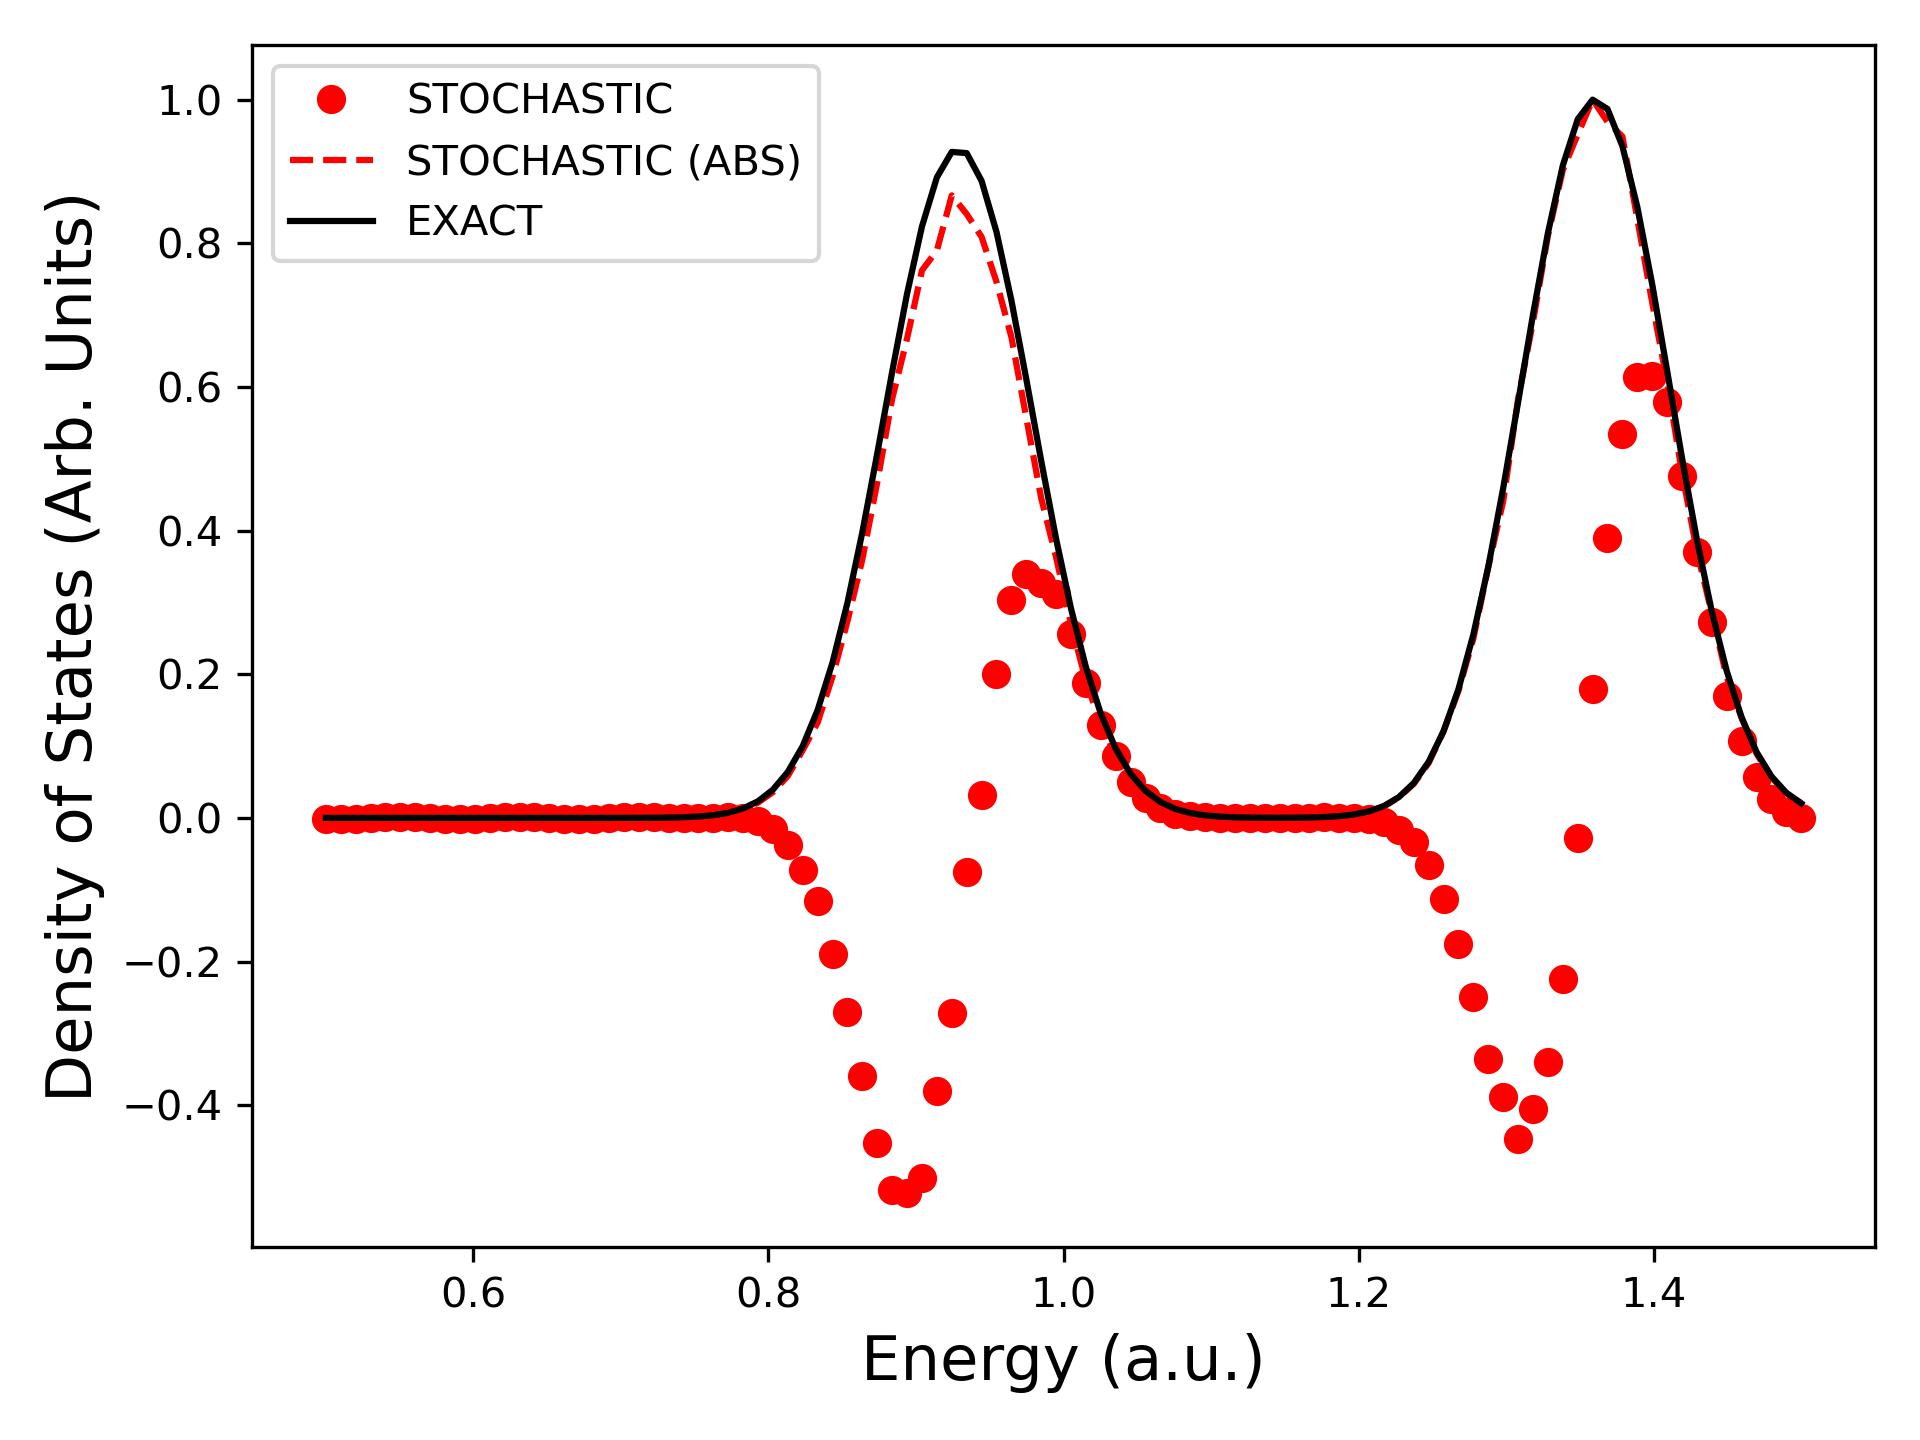 STOCHASTIC
STOCHASTIC (ABS)
EXACT
1.0
0.8
0.6
0.4
0.2
0.0
−0.2
−0.4
Density of States (Arb. Units)
0.6
0.8
1.0
1.2
1.4
Energy (a.u.)